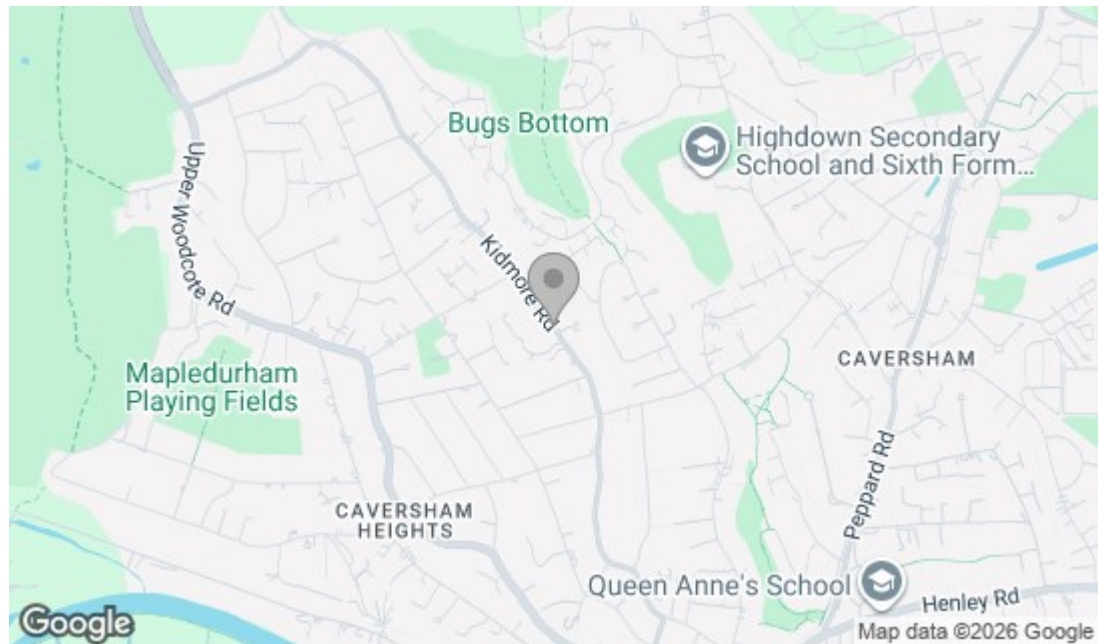 Bugs Bottom
Highdown Secondary
School and Sixth Form...
Upper Woodcote Rd
Kidmore Rd
CAVERSHAM
Mapledurham
Playing Fields
Peppard Rd
CAVERSHAM
HEIGHTS
Queen Anne's School
Henley Rd
Google
Map data ©2026 Google